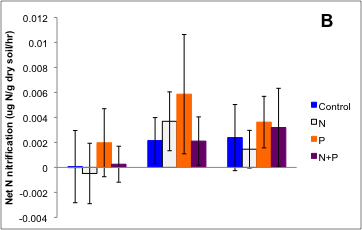 B
Net N nitrification (ug N/g dry soil/hr)
0.012
0.01
0.008
0.006
0.004
0.002
0
-0.002
-0.004
Control
N
P
N+P